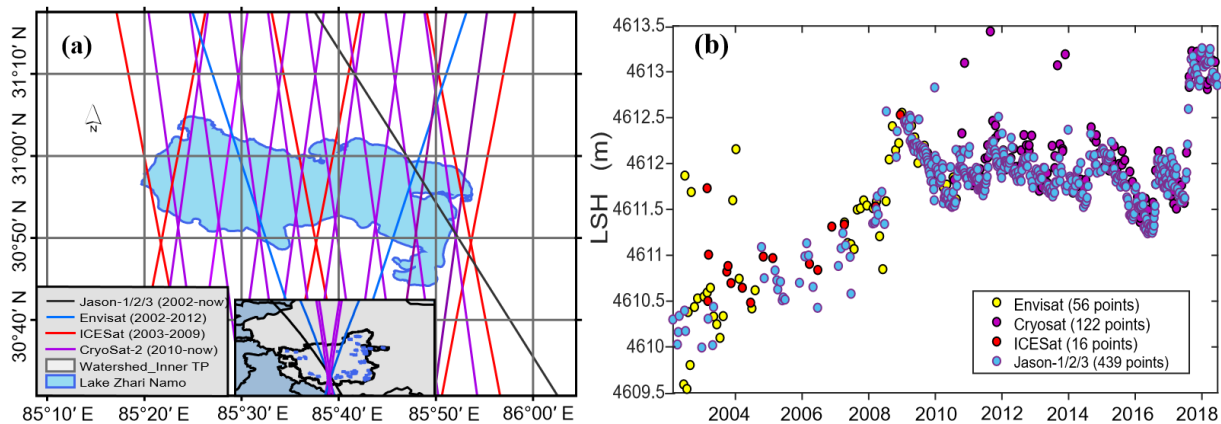 (a)
31°10' N
31°00' N
30°50' N
30°40' N
N
Jason-1/2/3 (2002-now)
Envisat (2002-2012)
ICESat (2003-2009)
CryoSat-2 (2010-now)
Watershed_Inner TP
Lake Zhari Namo
85°10' E
85°20' E
85°30' E
85°40' E
85°50' E
86°00' E
(b)
LSH (m)
4613.5
4613
4612.5
4612
4611.5
4611
4610.5
4610
4609.5
Envisat (56 points)
Cryosat (122 points)
ICESat (16 points)
Jason-1/2/3 (439 points)
2004
2006
2008
2010
2012
2014
2016
2018